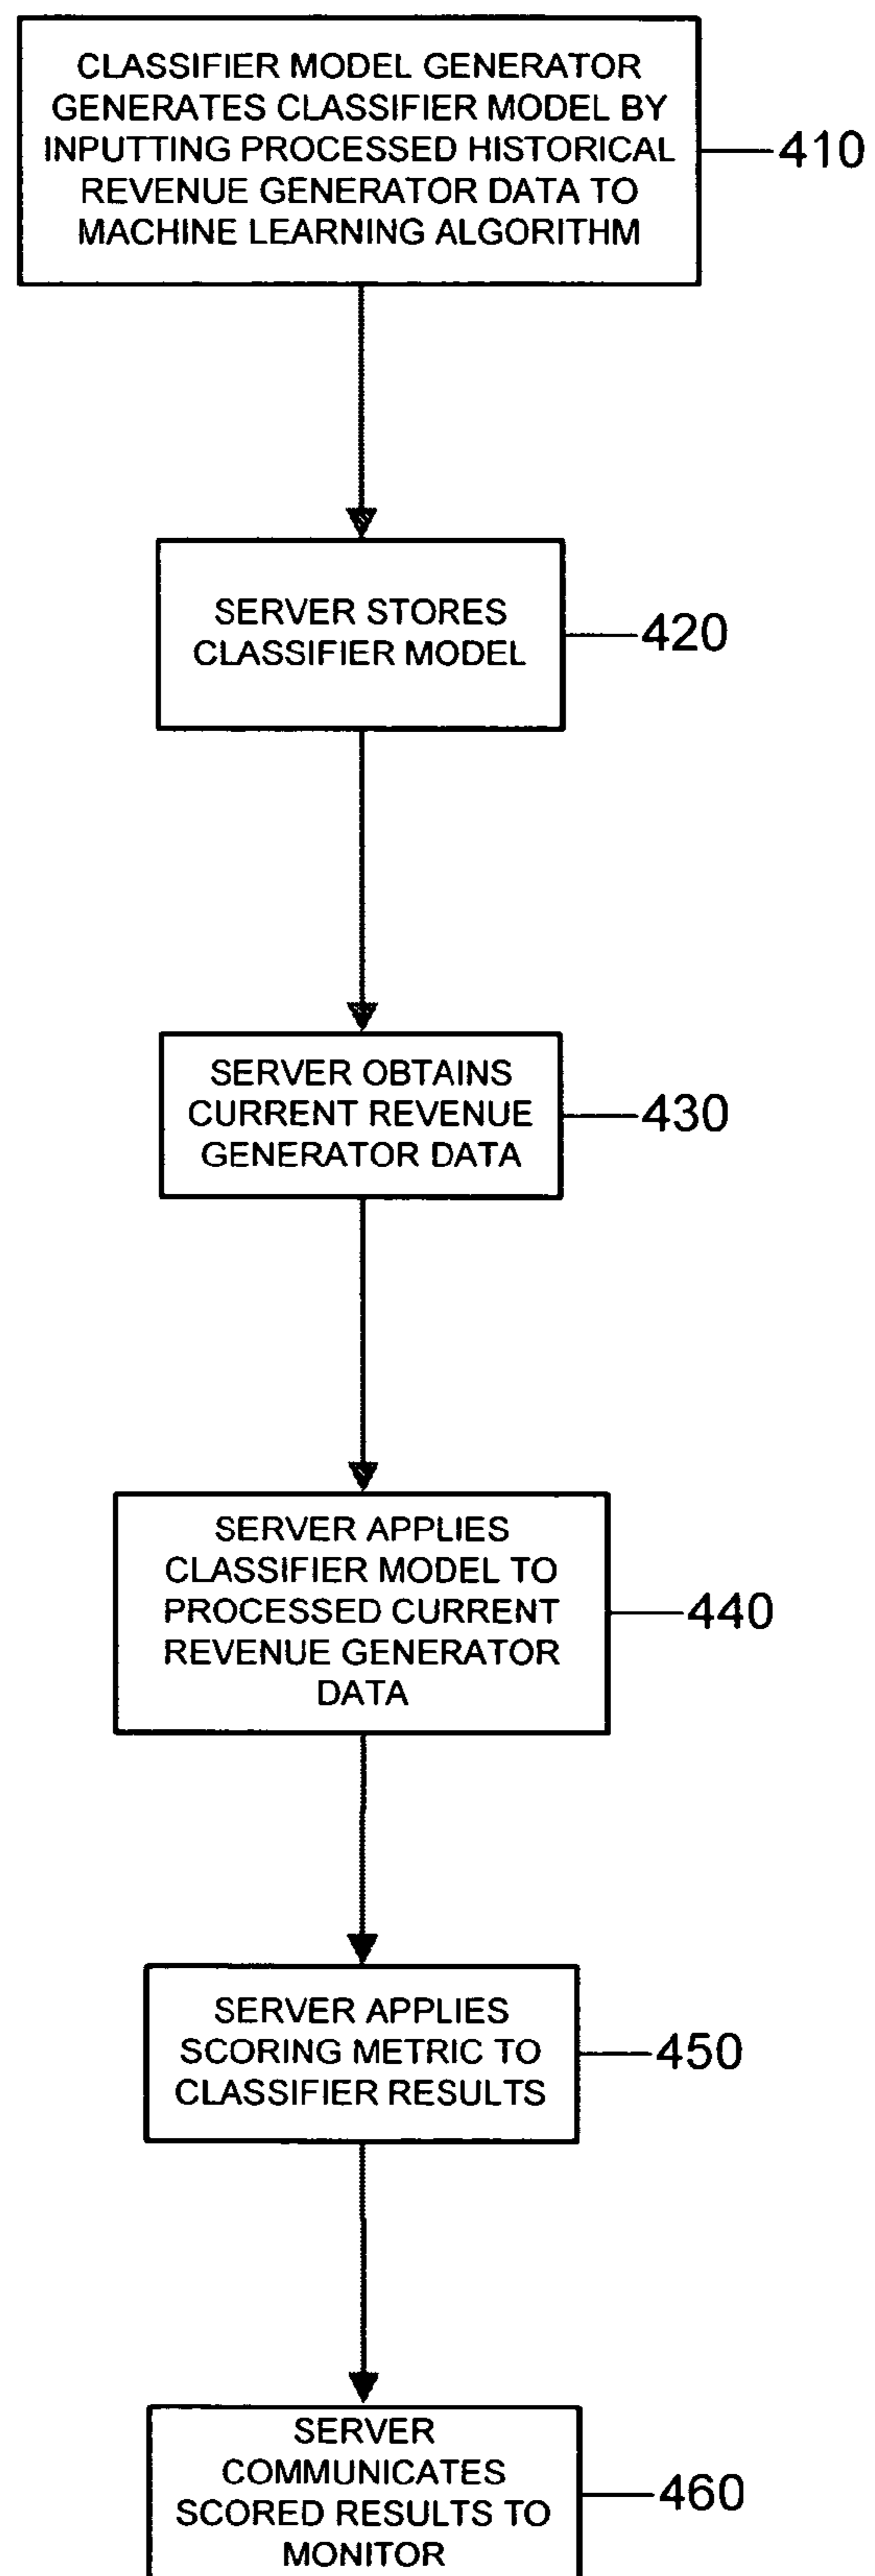 CLASSIFIER MODEL GENERATOR
GENERATES CLASSIFIER MODEL BY
INPUTTING PROCESSED HISTORICAL
REVENUE GENERATOR DATA TO
MACHINE LEARNING ALGORITHM
410
SERVER STORES
CLASSIFIER MODEL
420
SERVER OBTAINS
CURRENT REVENUE
GENERATOR DATA
430
SERVER APPLIES
CLASSIFIER MODEL TO
PROCESSED CURRENT
REVENUE GENERATOR
DATA
440
SERVER APPLIES
SCORING METRIC TO
CLASSIFIER RESULTS
450
SERVER
COMMUNICATES
SCORED RESULTS TO
MONITOR
460